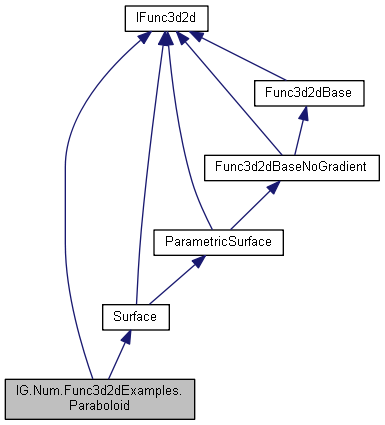 IFunc3d2d
Func3d2dBase
Func3d2dBaseNoGradient
ParametricSurface
Surface
IG.Num.Func3d2dExamples.
Paraboloid